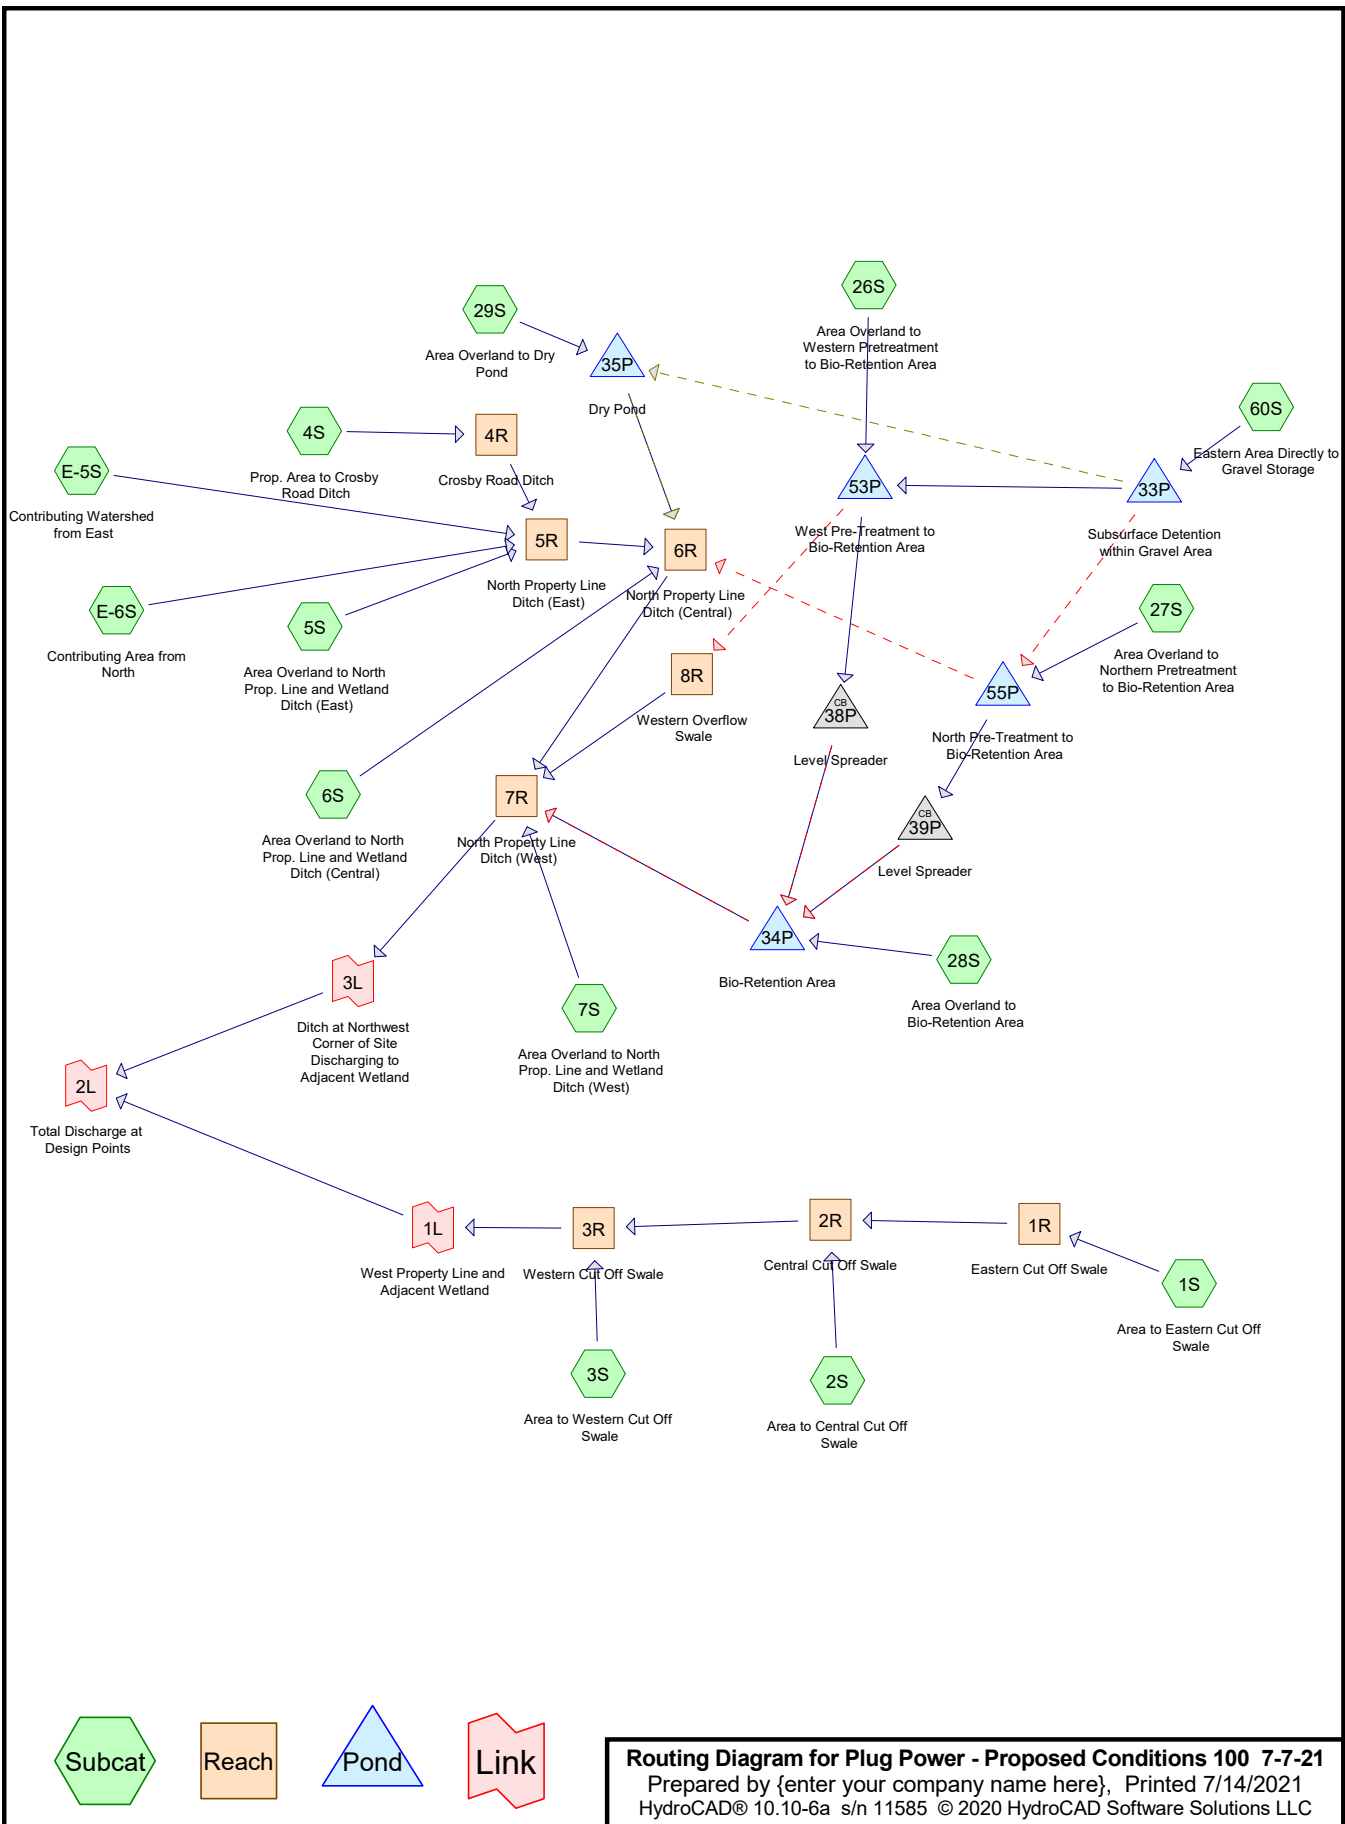 26S
Area Overland to
Western Pretreatment
to Bio-Retention Area
29S
Area Overland to Dry
Pond
35P
Dry Pond
60S
Eastern Area Directly to
Gravel Storage
4S
Prop. Area to Crosby
Road Ditch
4R
Crosby Road Ditch
E-5S
Contributing Watershed
from East
53P
West Pre-Treatment to
Bio-Retention Area
33P
Subsurface Detention
within Gravel Area
5R
North Property Line
Ditch (East)
6R
North Property Line
Ditch (Central)
E-6S
Contributing Area from
North
5S
Area Overland to North
Prop. Line and Wetland
Ditch (East)
27S
Area Overland to
Northern Pretreatment
to Bio-Retention Area
8R
Western Overflow
Swale
55P
North Pre-Treatment to
Bio-Retention Area
CB
38P
Level Spreader
6S
Area Overland to North
Prop. Line and Wetland
Ditch (Central)
7R
North Property Line
Ditch (West)
CB
39P
Level Spreader
34P
Bio-Retention Area
28S
Area Overland to
Bio-Retention Area
3L
Ditch at Northwest
Corner of Site
Discharging to
Adjacent Wetland
7S
Area Overland to North
Prop. Line and Wetland
Ditch (West)
2L
Total Discharge at
Design Points
1L
West Property Line and
Adjacent Wetland
3R
Western Cut Off Swale
2R
Central Cut Off Swale
1R
Eastern Cut Off Swale
1S
Area to Eastern Cut Off
Swale
3S
Area to Western Cut Off
Swale
2S
Area to Central Cut Off
Swale
Subcat
Reach
Pond
Link
Routing Diagram for Plug Power - Proposed Conditions 100 7-7-21
Prepared by {enter your company name here}, Printed 7/14/2021
HydroCAD® 10.10-6a s/n 11585 © 2020 HydroCAD Software Solutions LLC